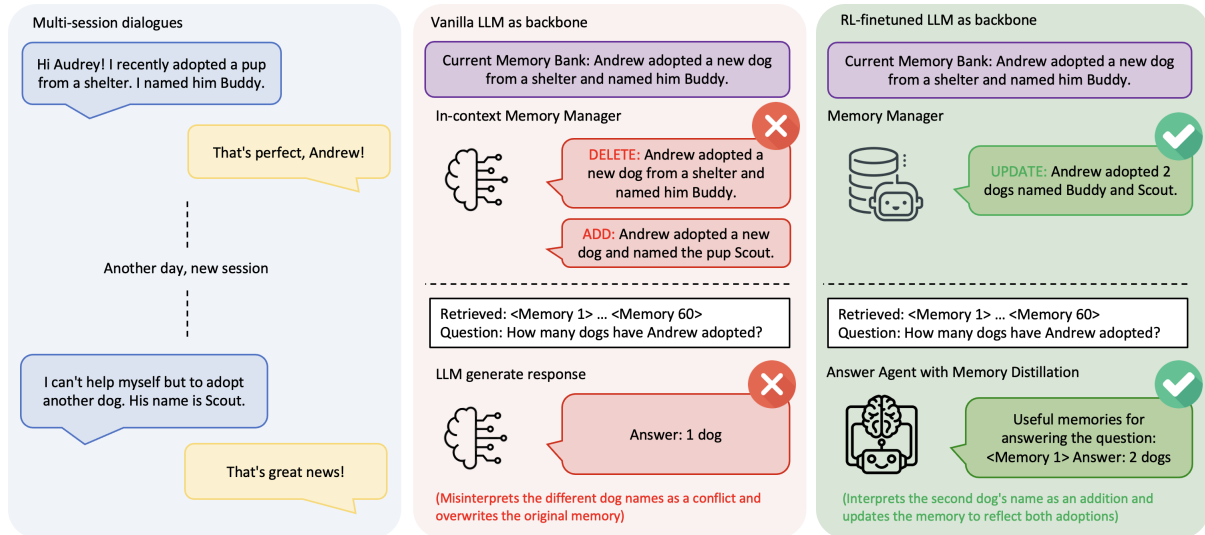 Multi-session dialogues
Hi Audrey! I recently adopted a pup
from a shelter. I named him Buddy.
That's perfect, Andrew!
Another day, new session
I can't help myself but to adopt
another dog. His name is Scout.
That's great news!
Vanilla LLM as backbone
Current Memory Bank: Andrew adopted a new dog
from a shelter and named him Buddy.
In-context Memory Manager
DELETE: Andrew adopted a
new dog from a shelter and
named him Buddy.
ADD: Andrew adopted a new
dog and named the pup Scout.
Retrieved: <Memory 1> ... <Memory 60>
Question: How many dogs have Andrew adopted?
LLM generate response
Answer: 1 dog
(Misinterprets the different dog names as a conflict and
overwrites the original memory)
RL-finetuned LLM as backbone
Current Memory Bank: Andrew adopted a new dog
from a shelter and named him Buddy.
Memory Manager
UPDATE: Andrew adopted 2
dogs named Buddy and Scout.
Retrieved: <Memory 1> ... <Memory 60>
Question: How many dogs have Andrew adopted?
Answer Agent with Memory Distillation
Useful memories for
answering the question:
<Memory 1> Answer: 2 dogs
(Interprets the second dog's name as an addition and
updates the memory to reflect both adoptions)